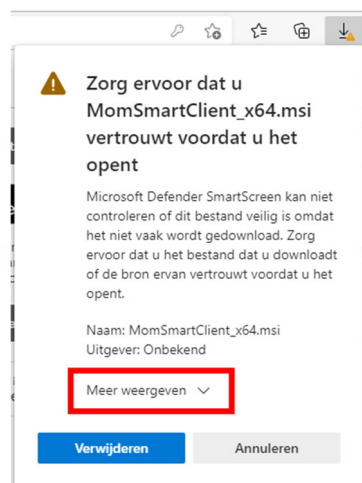 Zorg ervoor dat u
MomSmartClient_x64.msi
vertrouwt voordat u het
opent
Microsoft Defender SmartScreen kan niet
controleren of dit bestand veilig is omdat
het niet vaak wordt gedownload. Zorg
ervoor dat u het bestand dat u downloadt
of de bron ervan vertrouwt voordat u het
opent.
Naam: MomSmartClient_x64.msi
Uitgever: Onbekend
Meer weergeven
Verwijderen Annuleren